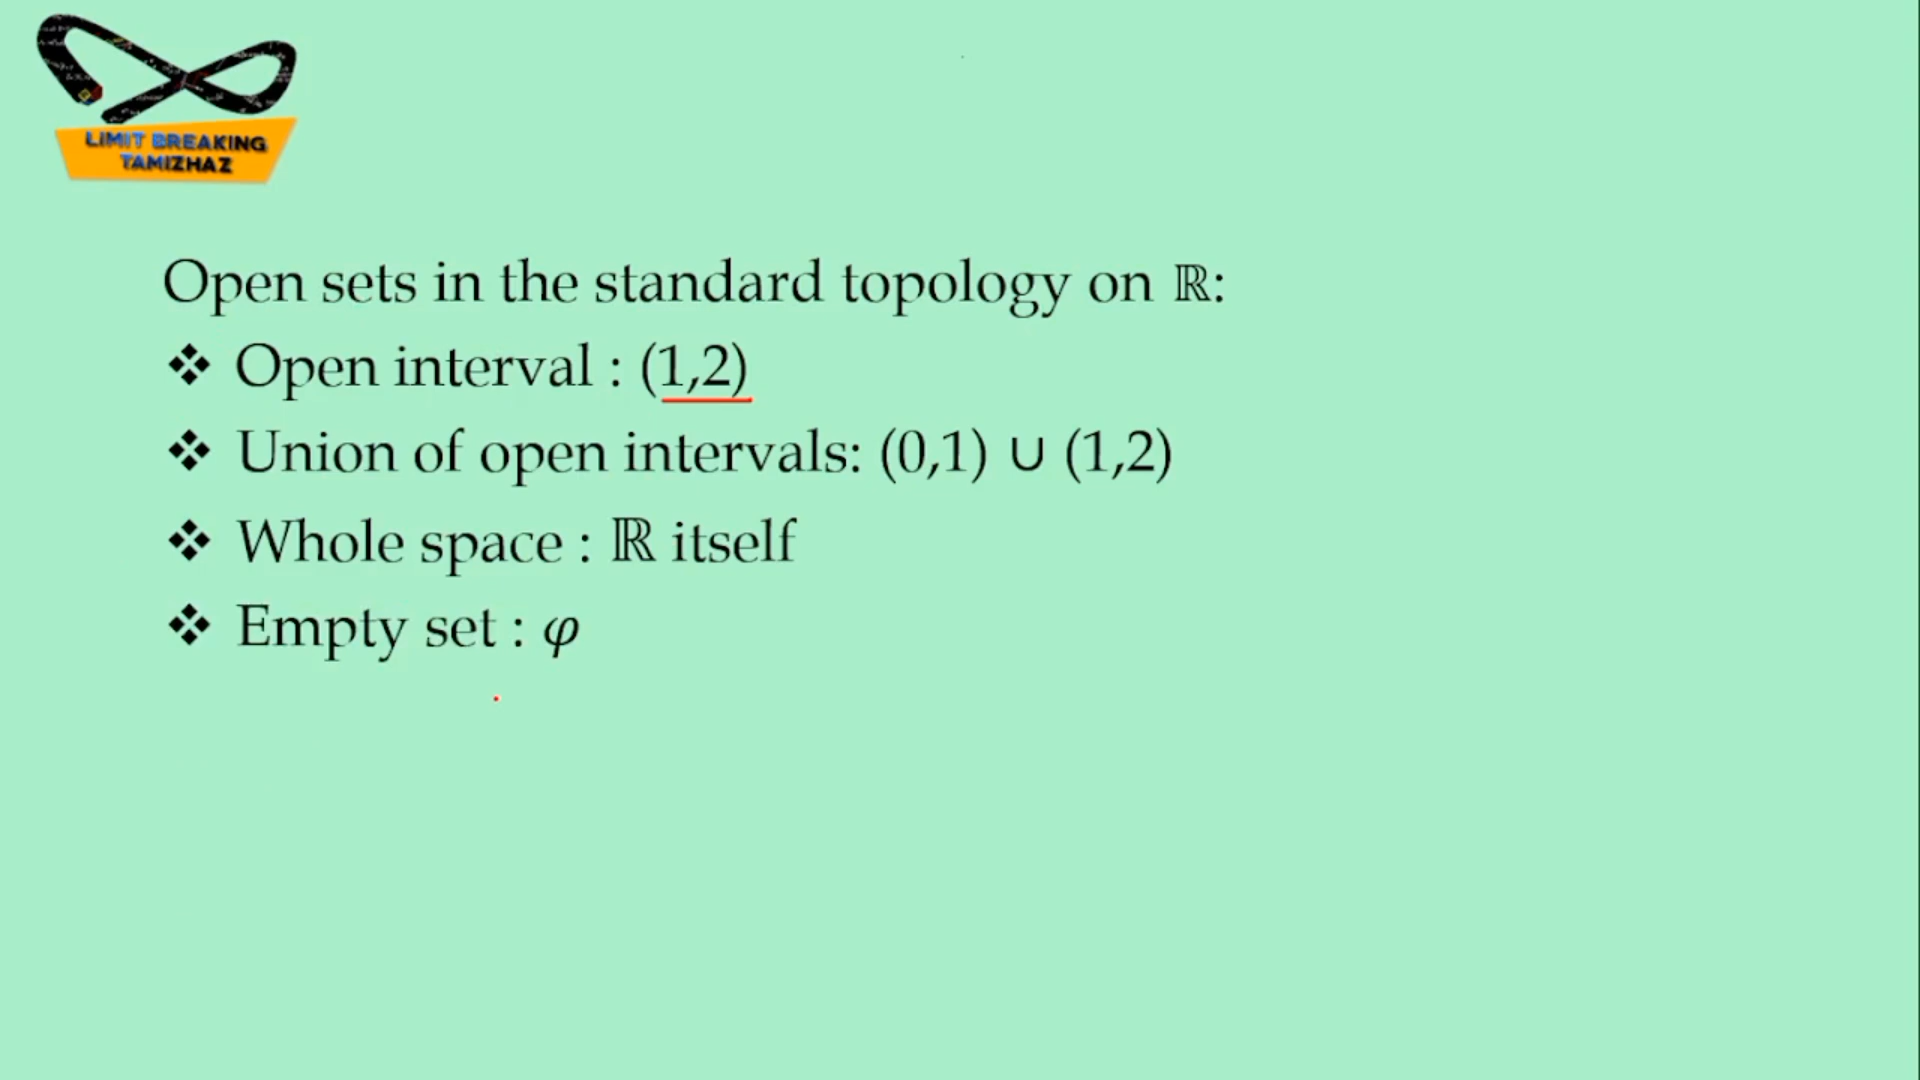 LIMIT BREAKING
TAMIZHAZ
Open sets in the standard topology on ℝ:
❖ Open interval : (1,2)
❖ Union of open intervals: (0,1) ∪ (1,2)
❖ Whole space : ℝ itself
❖ Empty set : φ